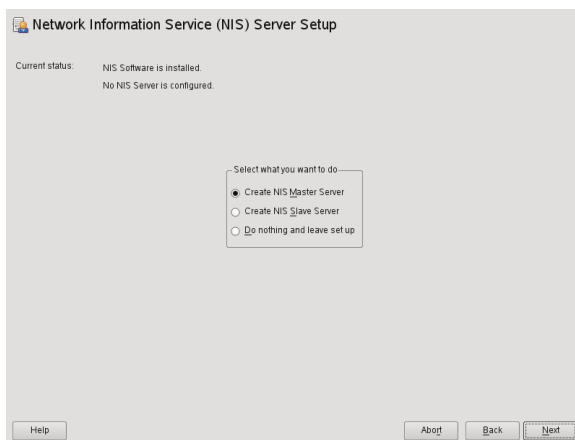 Network Information Service (NIS) Server Setup
Current status: NIS Software is installed.
No NIS Server is configured.
Select what you want to do
Create NIS Master Server
Create NIS Slave Server
Do nothing and leave set up
Help Abort Back Next